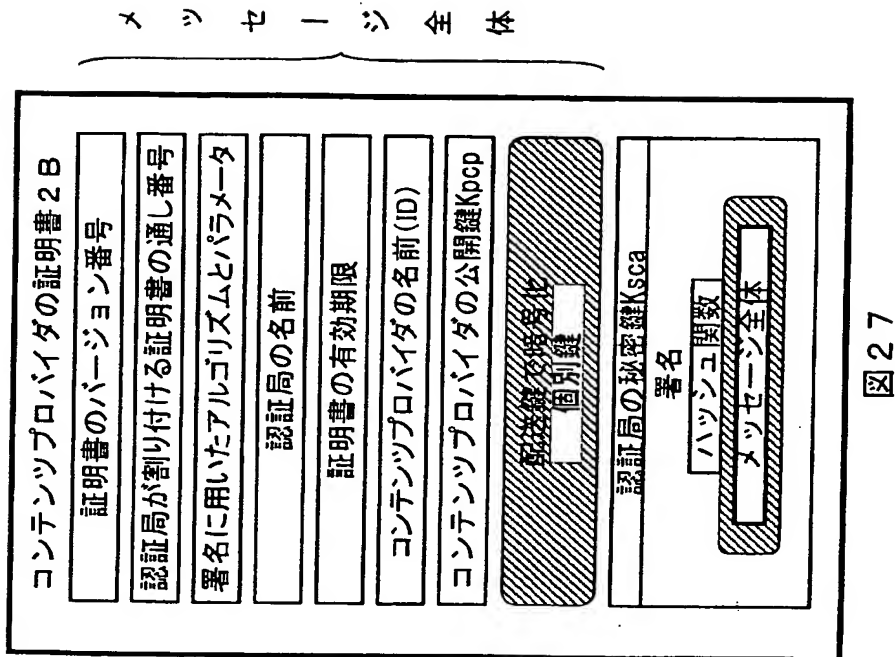 コンテンツプロバイダの証明書2B
証明書のバージョン番号
認証局が割り付ける証明書の通し番号
署名に用いたアルゴリズムとパラメータ
認証局の名前
証明書の有効期限
コンテンツプロバイダの名前(ID)
コンテンツプロバイダの公開鍵Kpcp
配送鍵で暗号化
個別鍵
認証局の秘密鍵Ksca
署名
ハッシュ関数
メッセージ全体
メッセージ全体
図27